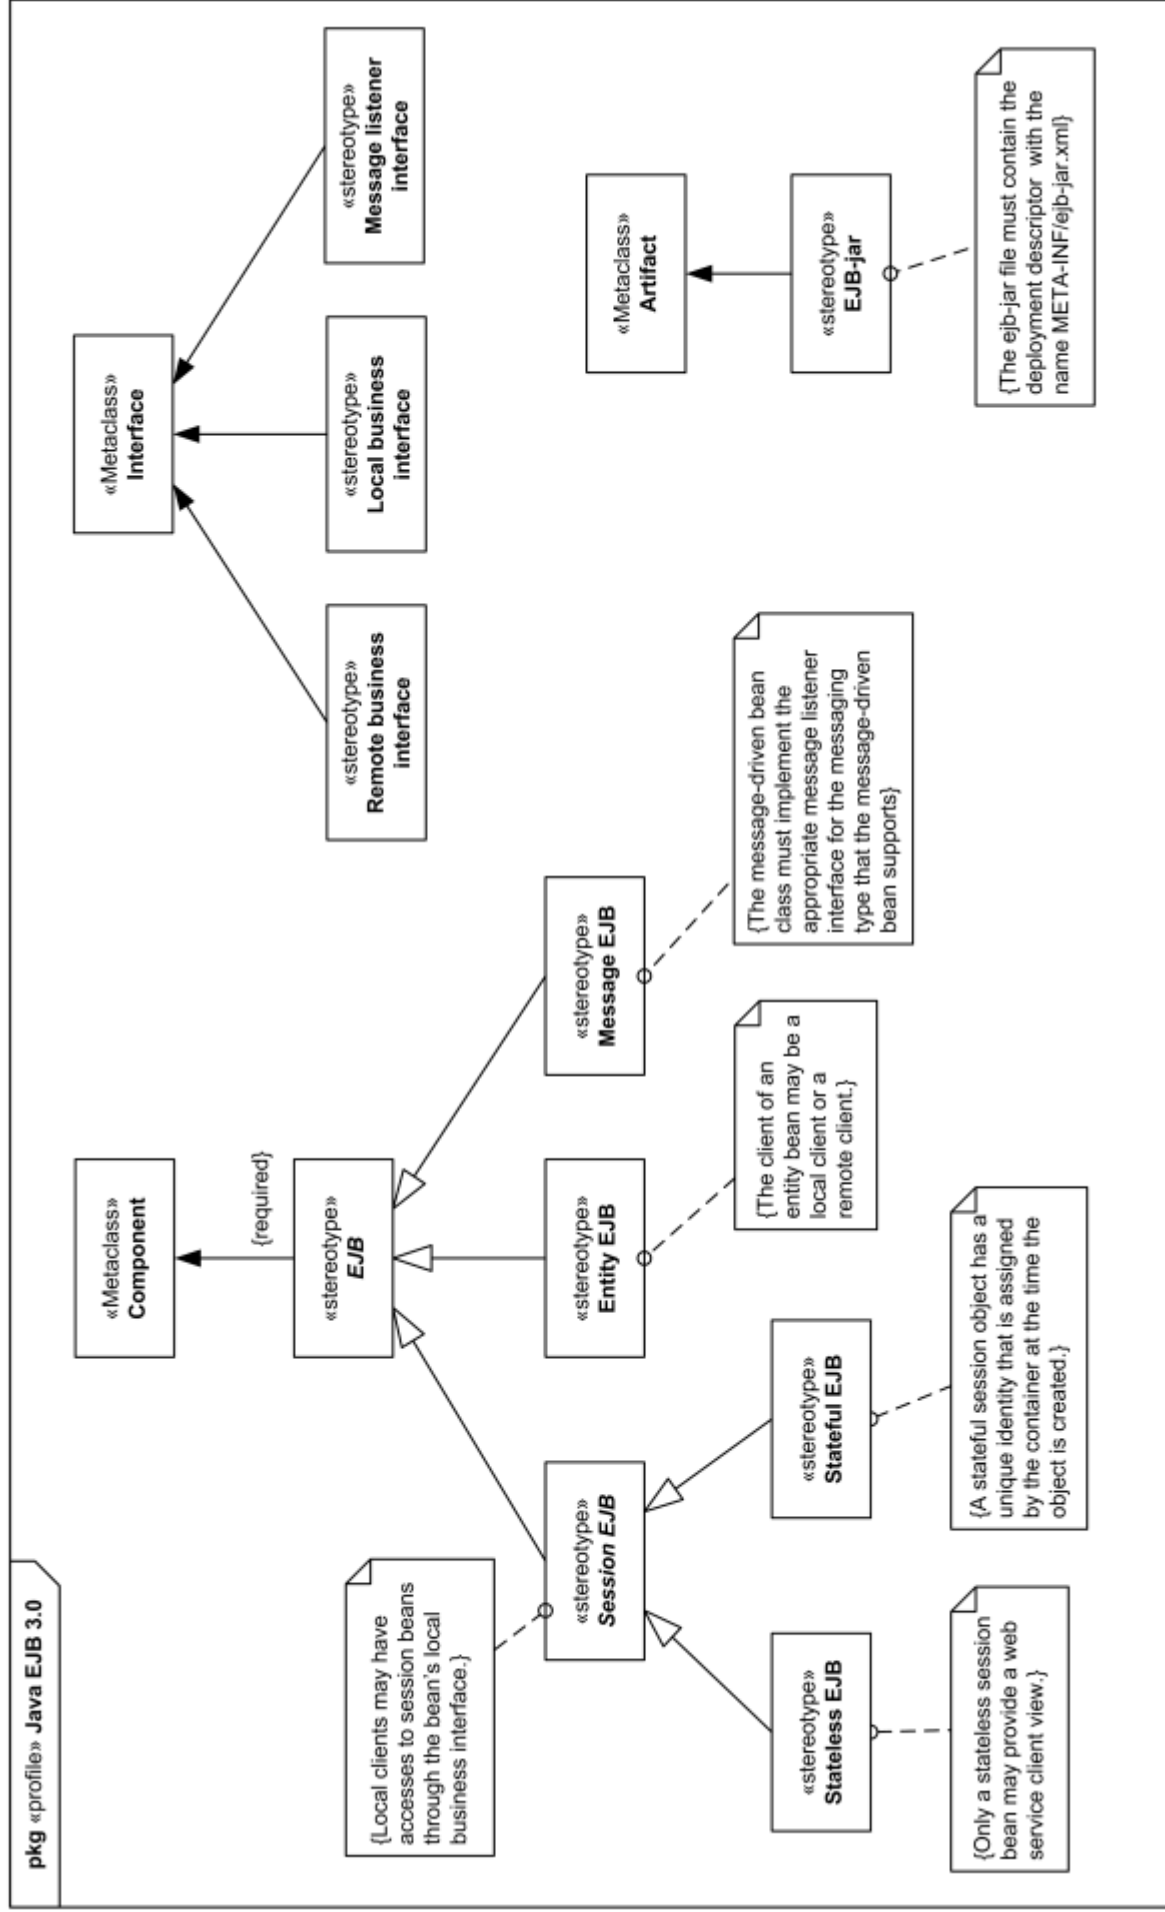 pkg «profile» Java EJB 3.0
«Metaclass»
Component
«Metaclass»
Interface
{required}
«stereotype»
EJB
{Local clients may have
accesses to session beans
through the bean's local
business interface.}
«stereotype»
Remote business
interface
«stereotype»
Local business
interface
«stereotype»
Message listener
interface
«stereotype»
Session EJB
«stereotype»
Entity EJB
«stereotype»
Message EJB
«Metaclass»
Artifact
«stereotype»
Stateless EJB
«stereotype»
Stateful EJB
{The client of an
entity bean may be a
local client or a
remote client.}
{The message-driven bean
class must implement the
appropriate message listener
interface for the messaging
type that the message-driven
bean supports}
«stereotype»
EJB-jar
{Only a stateless session
bean may provide a web
service client view.}
{A stateful session object has a
unique identity that is assigned
by the container at the time the
object is created.}
{The ejb-jar file must contain the
deployment descriptor with the
name META-INF/ejb-jar.xml}